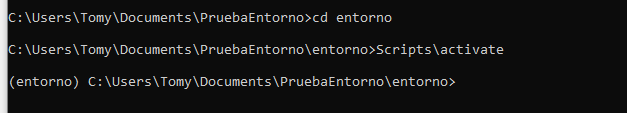 C:\Users\Tomy\Documents\PruebaEntorno>cd entorno
C:\Users\Tomy\Documents\PruebaEntorno\entorno>Scripts\activate
(entorno) C:\Users\Tomy\Documents\PruebaEntorno\entorno>